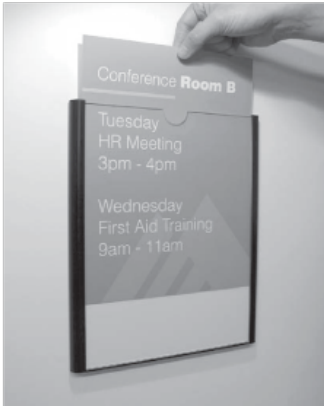 Conference Room B
Tuesday
HR Meeting
3pm - 4pm
Wednesday
First Aid Training
9am - 11am